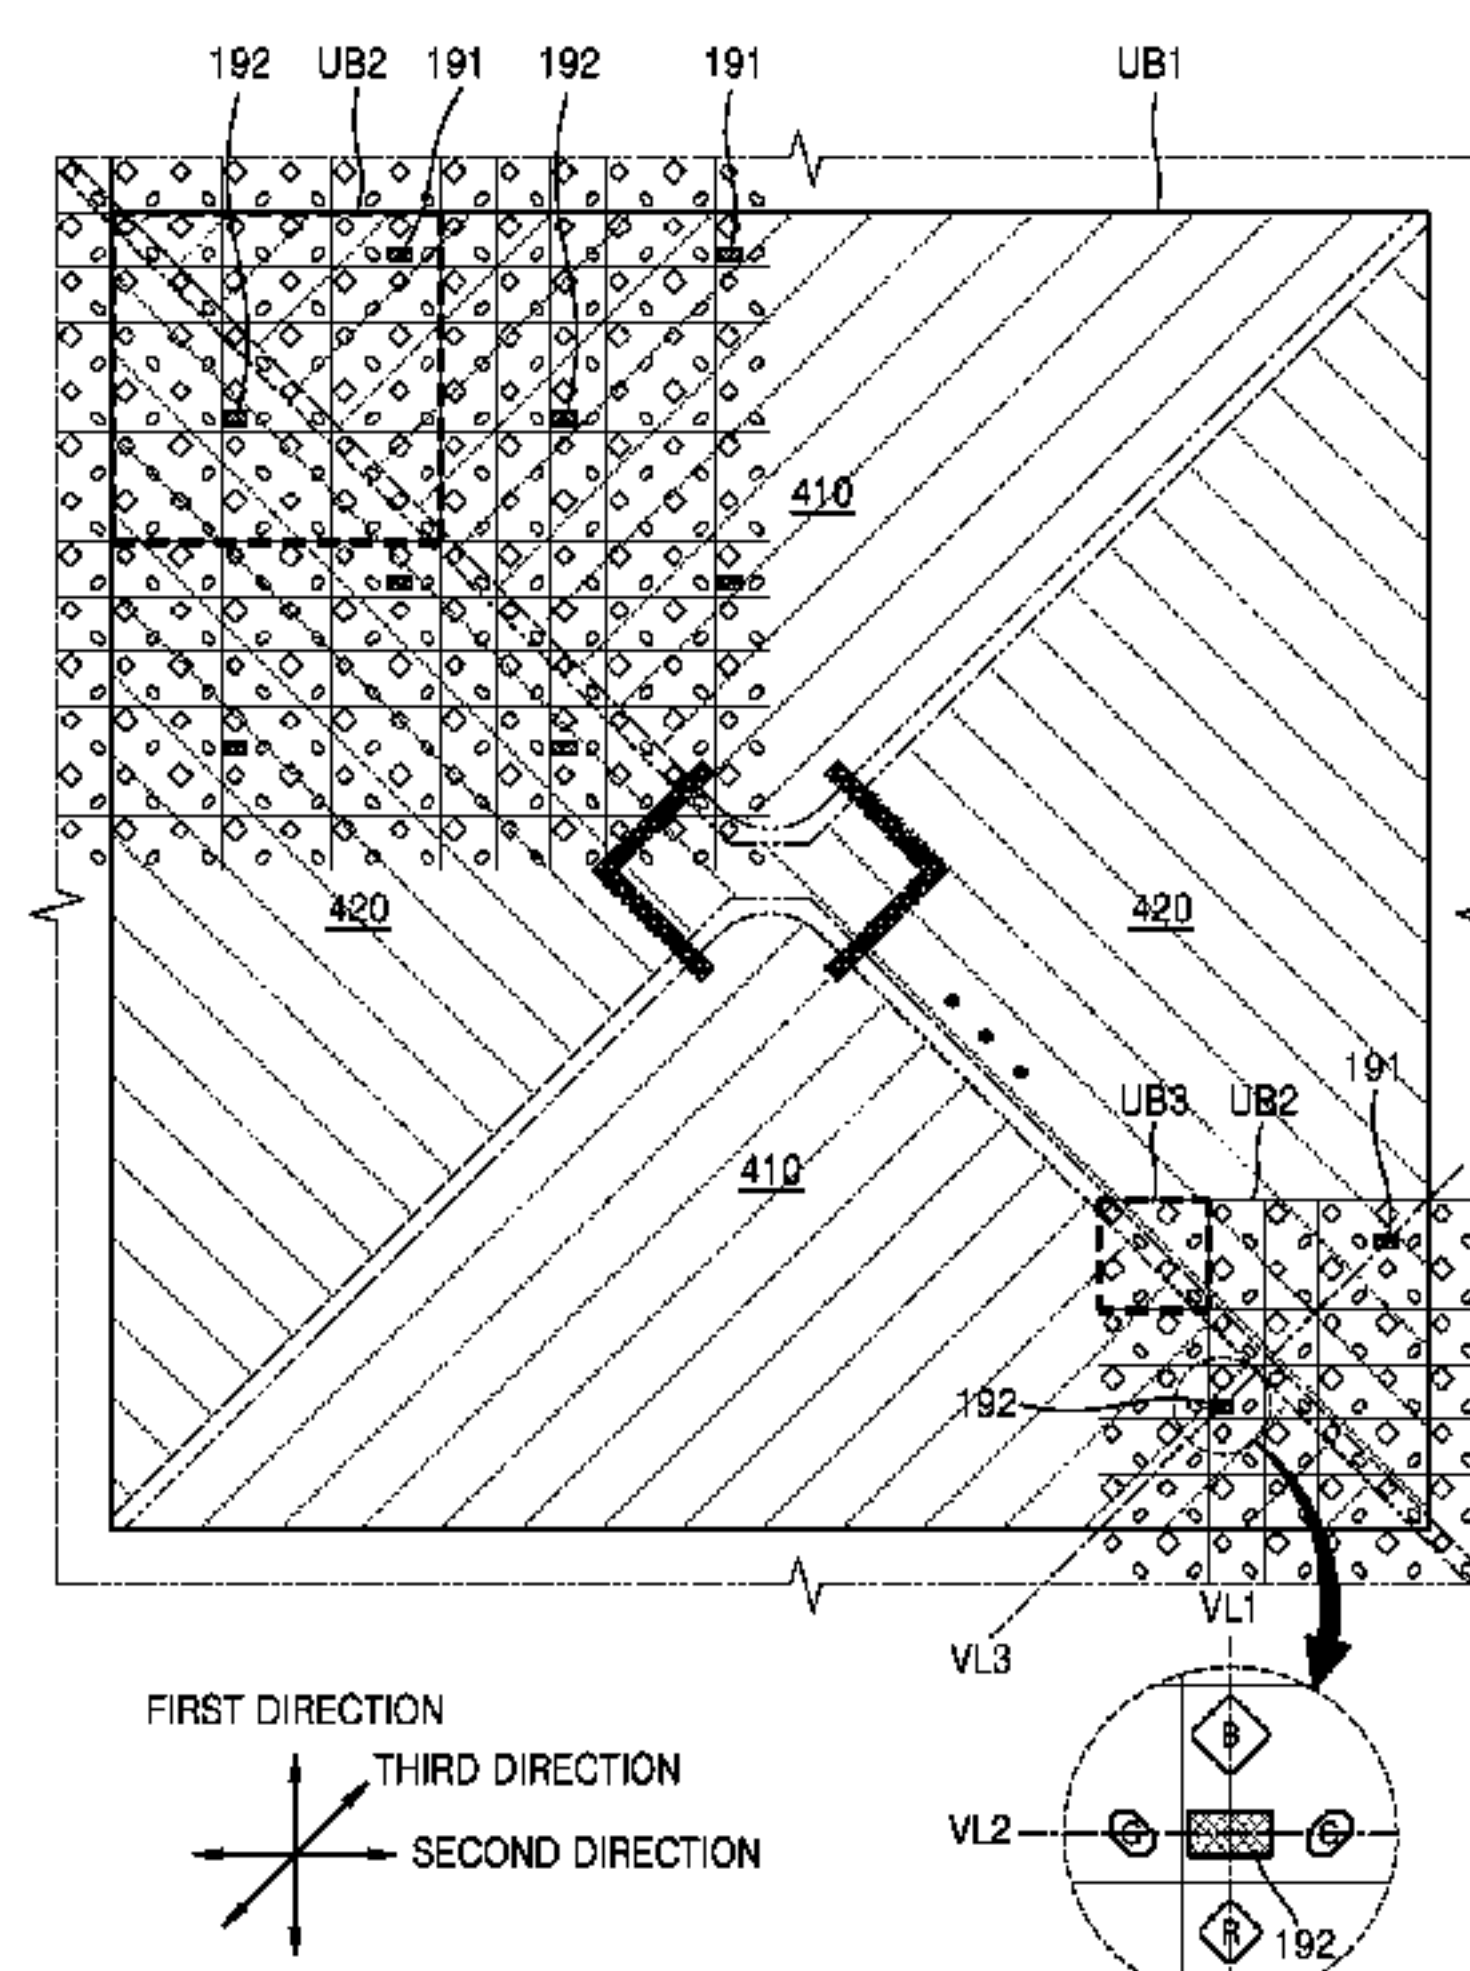 192 UB2 191 192 191 UB1
410
420 420
191
UB3 UB2
410
192
VL1
VL3
FIRST DIRECTION
B
THIRD DIRECTION
VL2 G G
SECOND DIRECTION
R 192